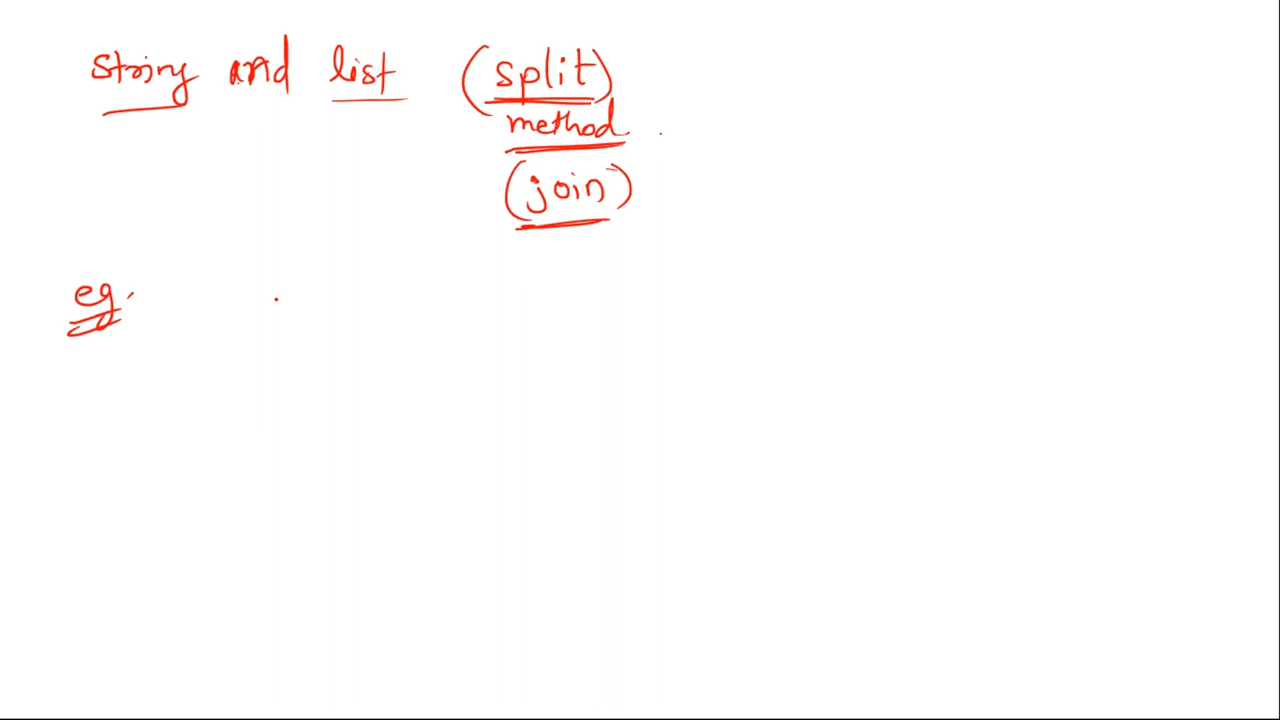 string and list (split)
method
(join)
eg.